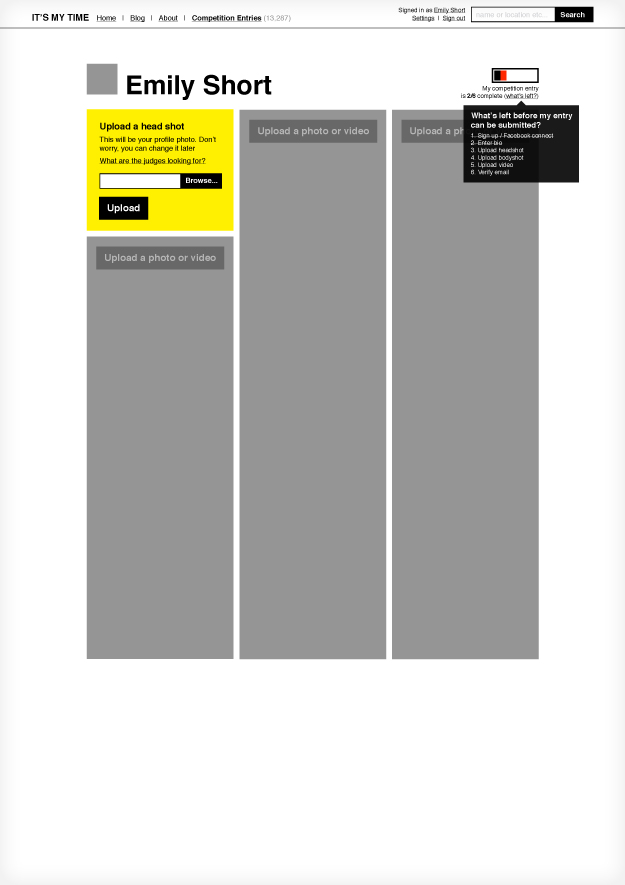 IT'S MY TIME Home | Blog | About | Competition Entries (13,287)
Signed in as Emily Short
Settings | Sign out
name or location etc...
Search
Emily Short
My competition entry
is 2/6 complete (what's left?)
What's left before my entry
can be submitted?
1. Sign up / Facebook connect
2. Enter bio
3. Upload headshot
4. Upload bodyshot
5. Upload video
6. Verify email
Upload a head shot
This will be your profile photo. Don't
worry, you can change it later
What are the judges looking for?
Browse...
Upload
Upload a photo or video
Upload a ph
Upload a photo or video